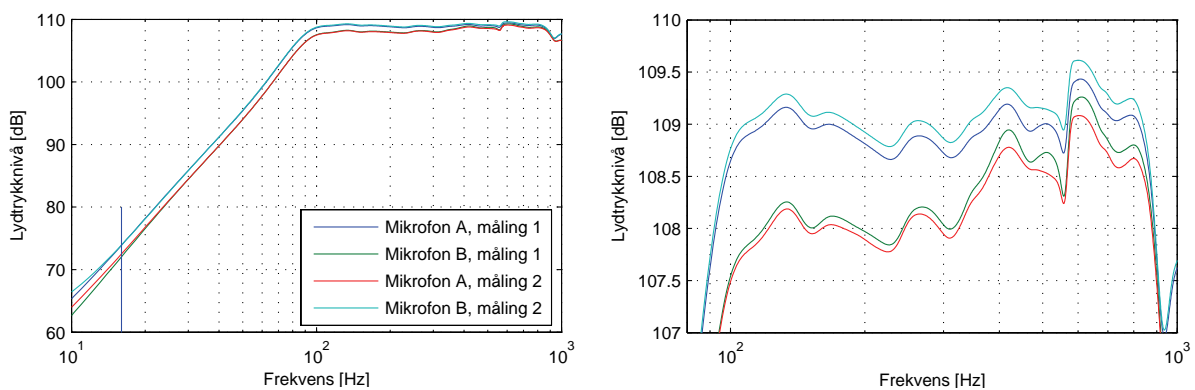 110
100
90
80
70
60
Lydtrykknivå [dB]
10^1
10^2
10^3
Frekvens [Hz]
Mikrofon A, måling 1
Mikrofon B, måling 1
Mikrofon A, måling 2
Mikrofon B, måling 2
110
109.5
109
108.5
108
107.5
107
Lydtrykknivå [dB]
10^2
10^3
Frekvens [Hz]